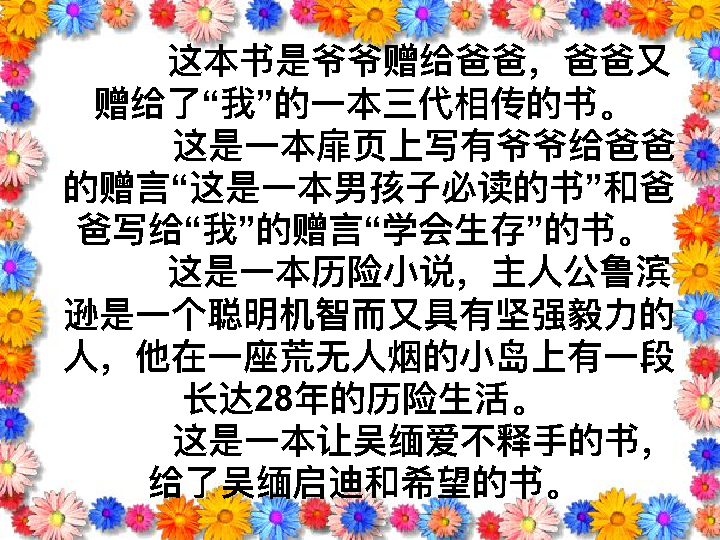 这本书是爷爷赠给爸爸，爸爸又
赠给了“我”的一本三代相传的书。
这是一本扉页上写有爷爷给爸爸
的赠言“这是一本男孩子必读的书”和爸
爸写给“我”的赠言“学会生存”的书。
这是一本历险小说，主人公鲁滨
逊是一个聪明机智而又具有坚强毅力的
人，他在一座荒无人烟的小岛上有一段
长达28年的历险生活。
这是一本让吴缅爱不释手的书，
给了吴缅启迪和希望的书。